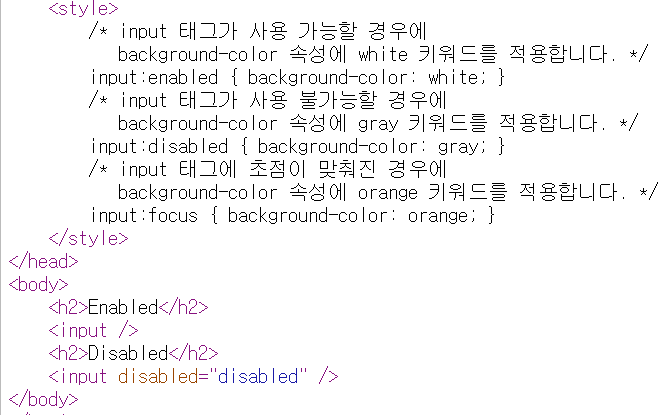 <style>
/* input 태그가 사용 가능할 경우에
background-color 속성에 white 키워드를 적용합니다. */
input:enabled { background-color: white; }
/* input 태그가 사용 불가능할 경우에
background-color 속성에 gray 키워드를 적용합니다. */
input:disabled { background-color: gray; }
/* input 태그에 초점이 맞춰진 경우에
background-color 속성에 orange 키워드를 적용합니다. */
input:focus { background-color: orange; }
</style>
</head>
<body>
<h2>Enabled</h2>
<input />
<h2>Disabled</h2>
<input disabled="disabled" />
</body>